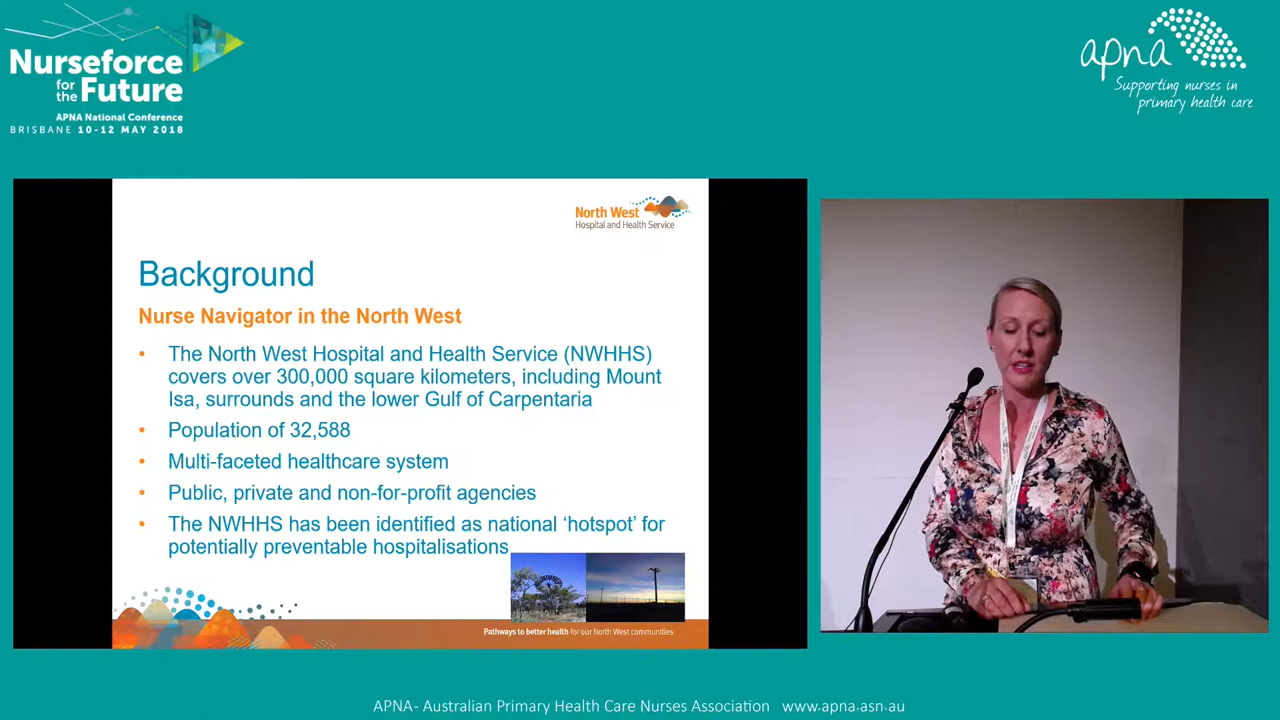 Nurseforce
for the
Future
APNA National Conference
BRISBANE 10-12 MAY 2018
apna
Supporting nurses in
primary health care
North West
Hospital and Health Service
Background
Nurse Navigator in the North West
• The North West Hospital and Health Service (NWHHS)
covers over 300,000 square kilometers, including Mount
Isa, surrounds and the lower Gulf of Carpentaria
• Population of 32,588
• Multi-faceted healthcare system
• Public, private and non-for-profit agencies
• The NWHHS has been identified as national ‘hotspot’ for
potentially preventable hospitalisations
Pathways to better health for our North West communities
APNA- Australian Primary Health Care Nurses Association www.apna.asn.au